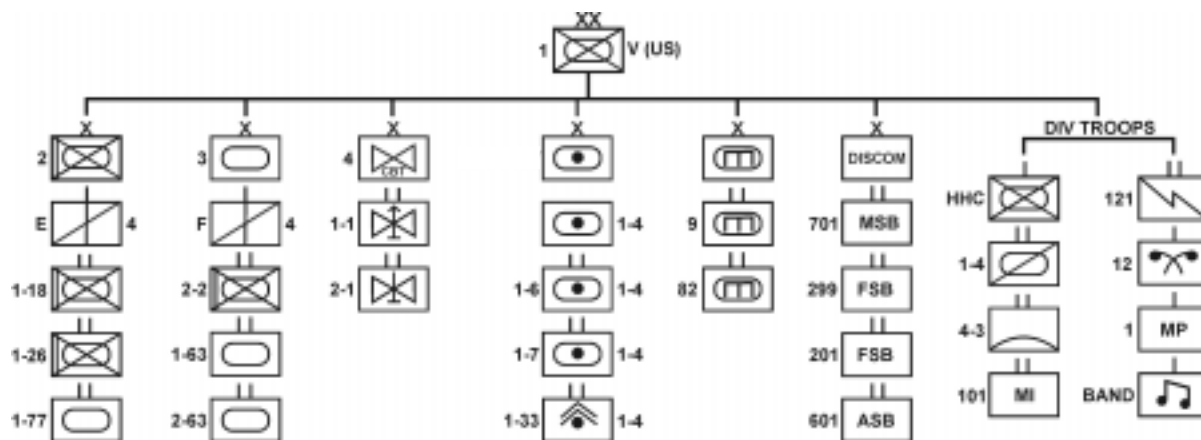 XX
1 V (US)
X X X X X X
DIV TROOPS
2 3 4 CBT DISCOM HHC 121
E 4 F 4 1-1 1-4 9 701 MSB 1-4 12
1-18 2-2 2-1 1-6 1-4 82 299 FSB 4-3 1 MP
1-26 1-63 1-7 1-4 201 FSB 101 MI BAND
1-77 2-63 1-33 1-4 601 ASB